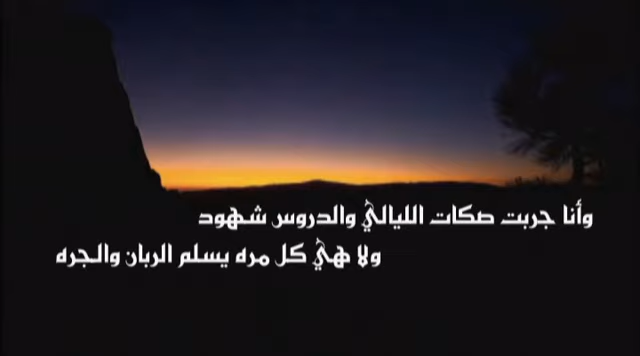 وأنا جربت صكات الليالي والدروس شهود
ولا هي كل مره يسلم الربان والجره